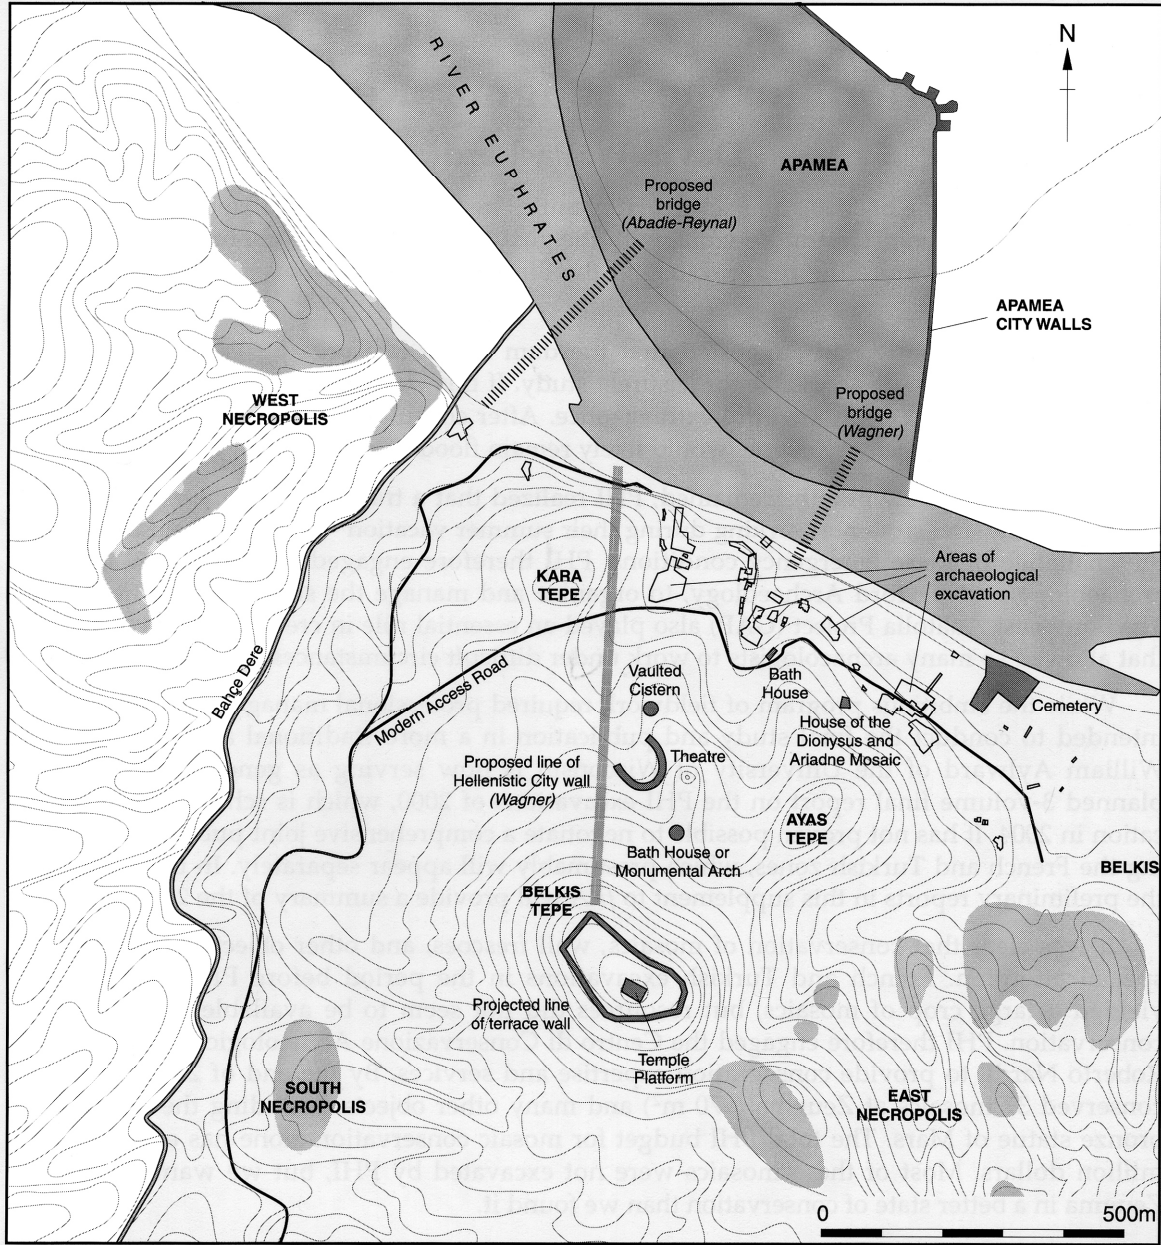 N
RIVER EUPHRATES
APAMEA
Proposed
bridge
(Abadie-Reynal)
Proposed
bridge
(Wagner)
APAMEA
CITY WALLS
WEST
NECROPOLIS
KARA
TEPE
Areas of
archaeological
excavation
Bahçe Dere
Modern Access Road
Vaulted
Cistern
Bath
House
Cemetery
House of the
Dionysus and
Ariadne Mosaic
Theatre
Proposed line of
Hellenistic City wall
(Wagner)
AYAS
TEPE
Bath House or
Monumental Arch
BELKIS
BELKIS
TEPE
Projected line
of terrace wall
Temple
Platform
SOUTH
NECROPOLIS
EAST
NECROPOLIS
0
500m